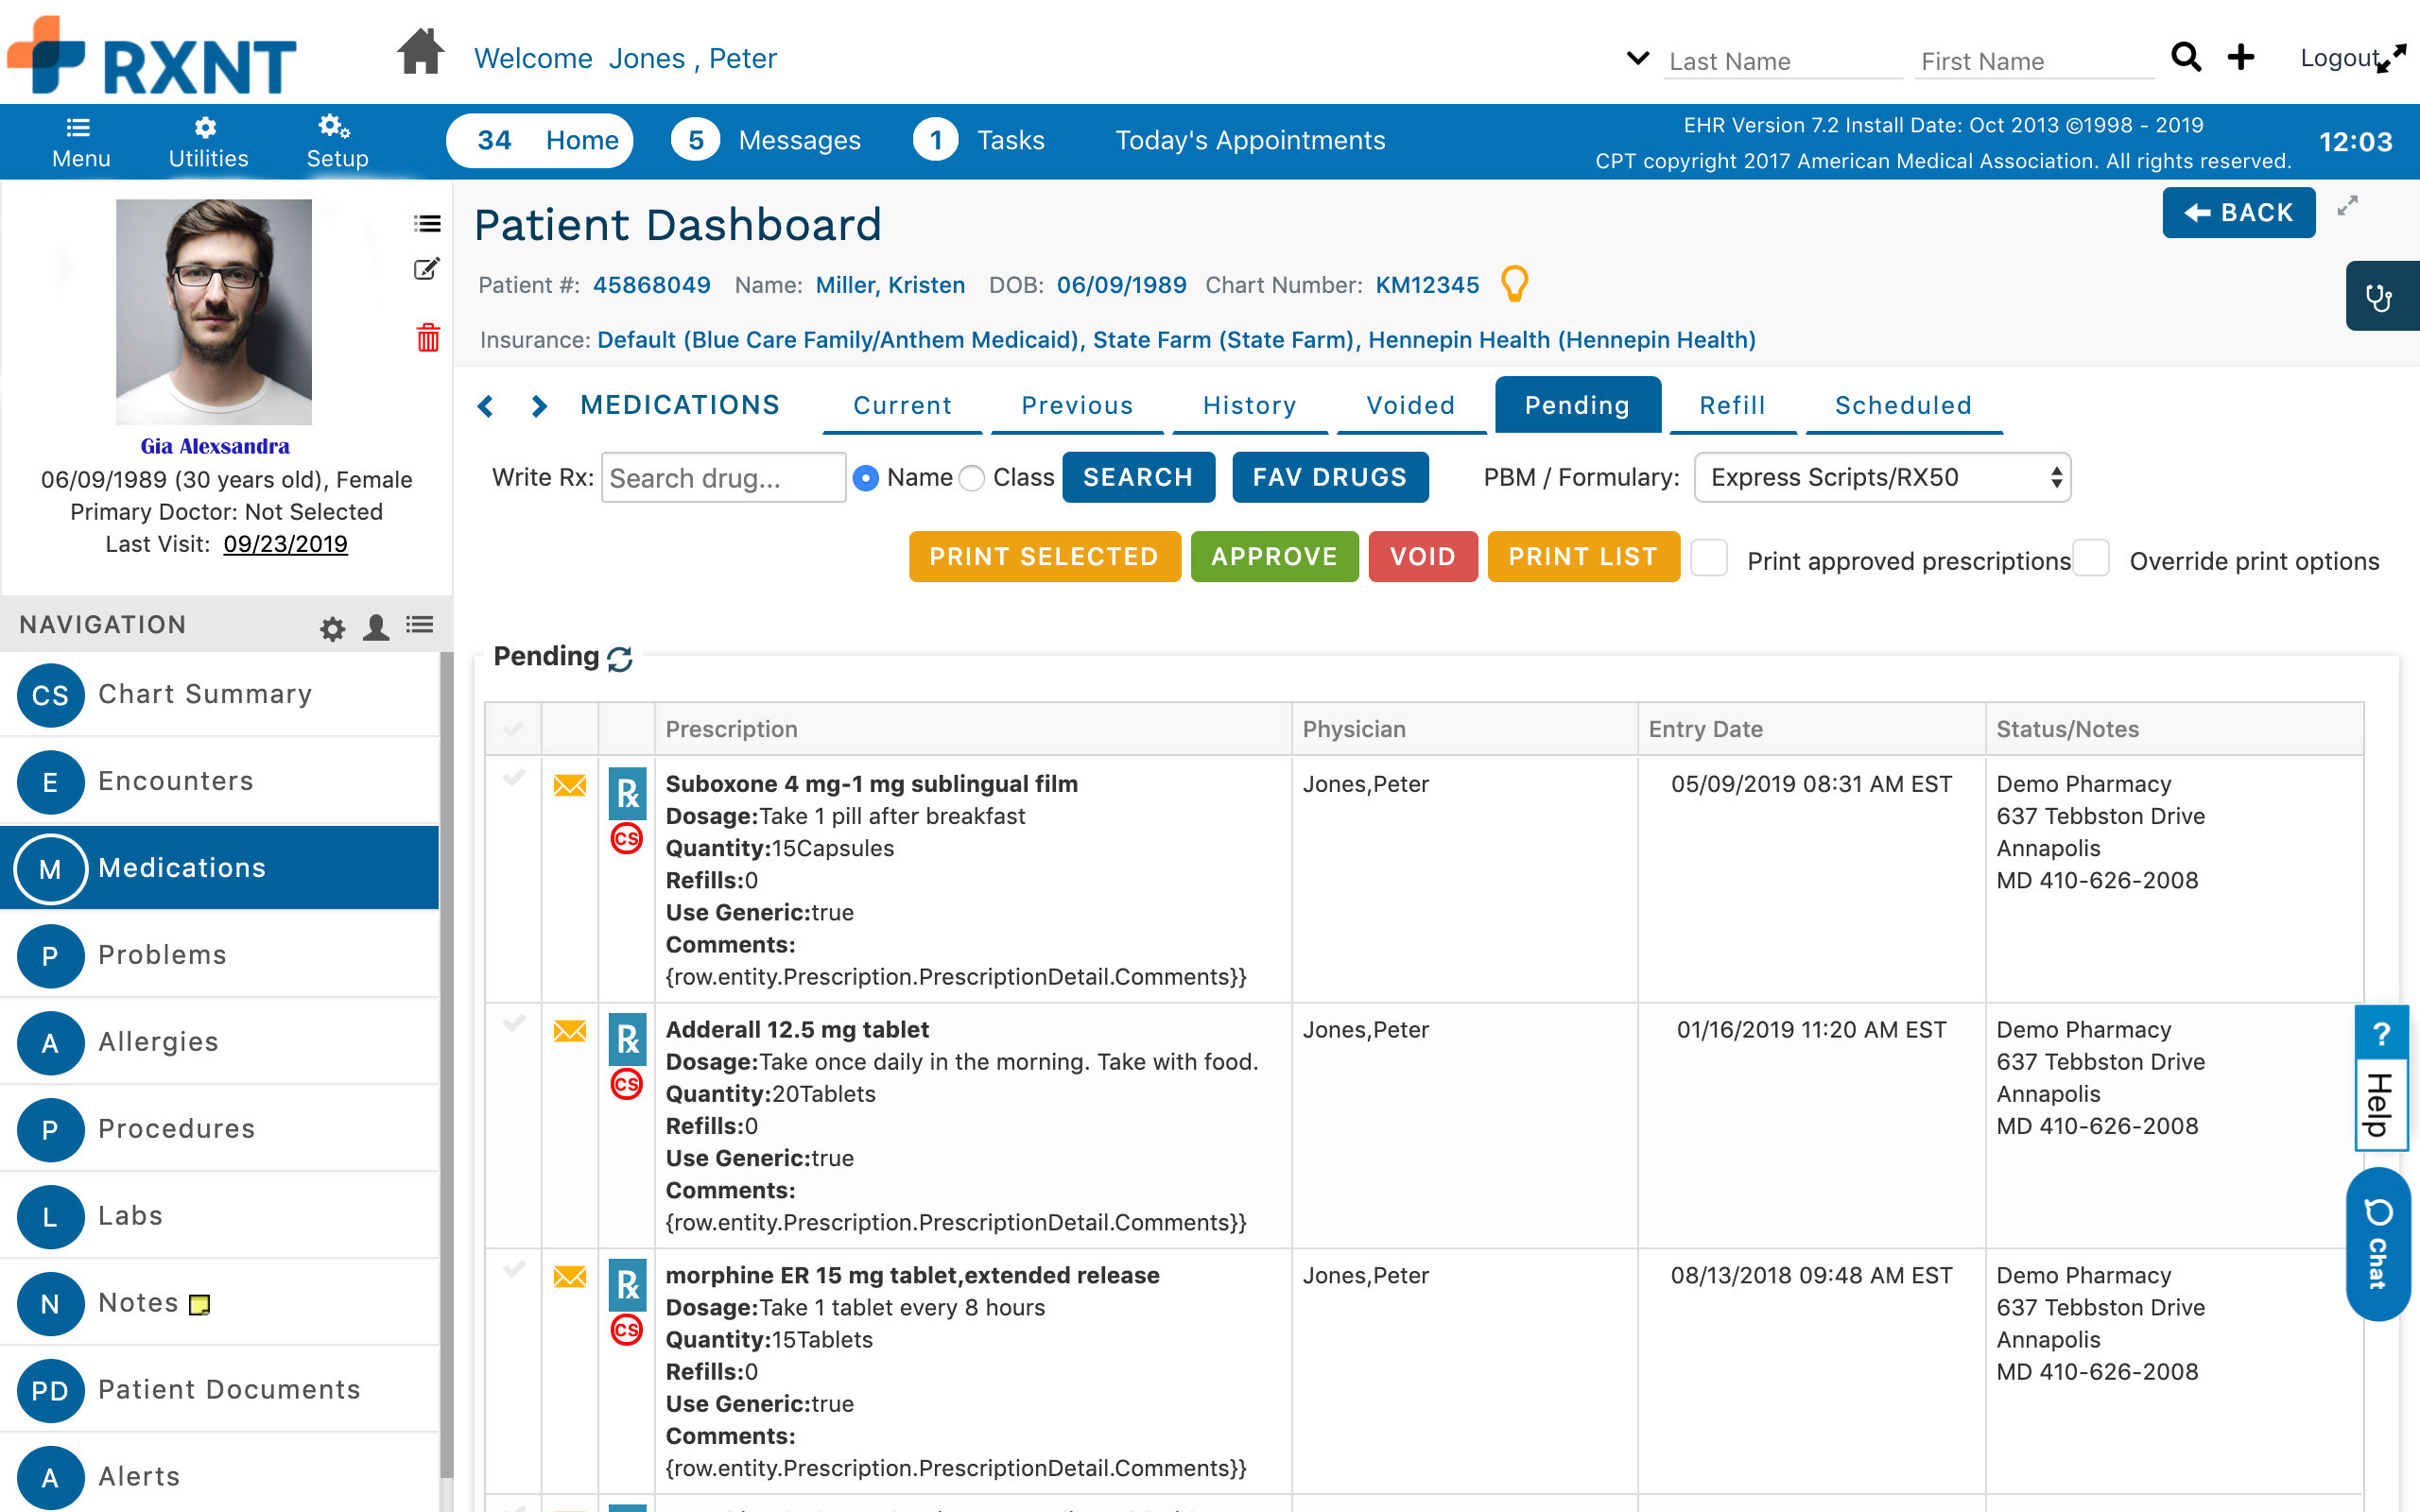 RXNT
Welcome Jones , Peter
Last Name
First Name
Logout
Menu
Utilities
Setup
34 Home
5 Messages
1 Tasks
Today's Appointments
EHR Version 7.2 Install Date: Oct 2013 ©1998 - 2019
CPT copyright 2017 American Medical Association. All rights reserved.
12:03
Gia Alexsandra
06/09/1989 (30 years old), Female
Primary Doctor: Not Selected
Last Visit: 09/23/2019
Patient Dashboard
BACK
Patient #: 45868049 Name: Miller, Kristen DOB: 06/09/1989 Chart Number: KM12345
Insurance: Default (Blue Care Family/Anthem Medicaid), State Farm (State Farm), Hennepin Health (Hennepin Health)
MEDICATIONS
Current
Previous
History
Voided
Pending
Refill
Scheduled
Write Rx: Search drug... Name Class SEARCH FAV DRUGS PBM / Formulary: Express Scripts/RX50
PRINT SELECTED APPROVE VOID PRINT LIST Print approved prescriptions Override print options
NAVIGATION
CS Chart Summary
E Encounters
M Medications
P Problems
A Allergies
P Procedures
L Labs
N Notes
PD Patient Documents
A Alerts
Pending
Prescription Physician Entry Date Status/Notes
Rx
CS
Suboxone 4 mg-1 mg sublingual film
Dosage:Take 1 pill after breakfast
Quantity:15Capsules
Refills:0
Use Generic:true
Comments:
{row.entity.Prescription.PrescriptionDetail.Comments}}
Jones,Peter
05/09/2019 08:31 AM EST
Demo Pharmacy
637 Tebbston Drive
Annapolis
MD 410-626-2008
Rx
CS
Adderall 12.5 mg tablet
Dosage:Take once daily in the morning. Take with food.
Quantity:20Tablets
Refills:0
Use Generic:true
Comments:
{row.entity.Prescription.PrescriptionDetail.Comments}}
Jones,Peter
01/16/2019 11:20 AM EST
Demo Pharmacy
637 Tebbston Drive
Annapolis
MD 410-626-2008
Rx
CS
morphine ER 15 mg tablet,extended release
Dosage:Take 1 tablet every 8 hours
Quantity:15Tablets
Refills:0
Use Generic:true
Comments:
{row.entity.Prescription.PrescriptionDetail.Comments}}
Jones,Peter
08/13/2018 09:48 AM EST
Demo Pharmacy
637 Tebbston Drive
Annapolis
MD 410-626-2008
? Help
Chat